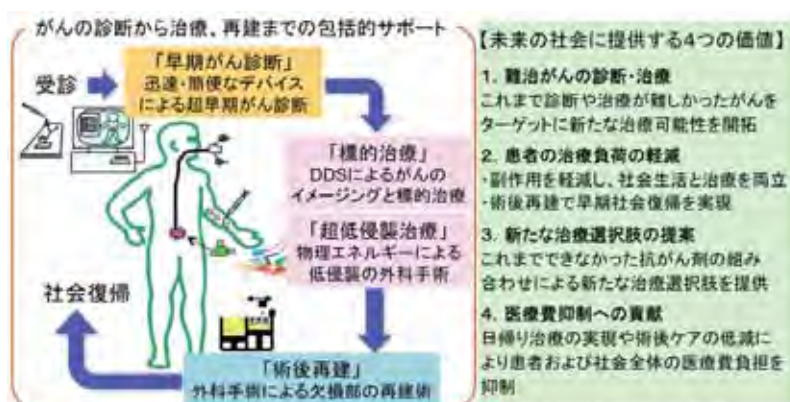 がんの診断から治療、再建までの包括的サポート
受診
「早期がん診断」
迅速・簡便なデバイス
による超早期がん診断
「標的治療」
DDSによるがんの
イメージングと標的治療
「超低侵襲治療」
物理エネルギーによる
低侵襲の外科手術
社会復帰
「術後再建」
外科手術による欠損部の再建術
【未来の社会に提供する4つの価値】
1. 難治がんの診断・治療
これまで診断や治療が難しかったがんを
ターゲットに新たな治療可能性を開拓
2. 患者の治療負荷の軽減
・副作用を軽減し、社会生活と治療を両立
・術後再建で早期社会復帰を実現
3. 新たな治療選択肢の提案
これまでできなかった抗がん剤の組み
合わせによる新たな治療選択肢を提供
4. 医療費抑制への貢献
日帰り治療の実現や術後ケアの低減に
より患者および社会全体の医療費負担を
抑制